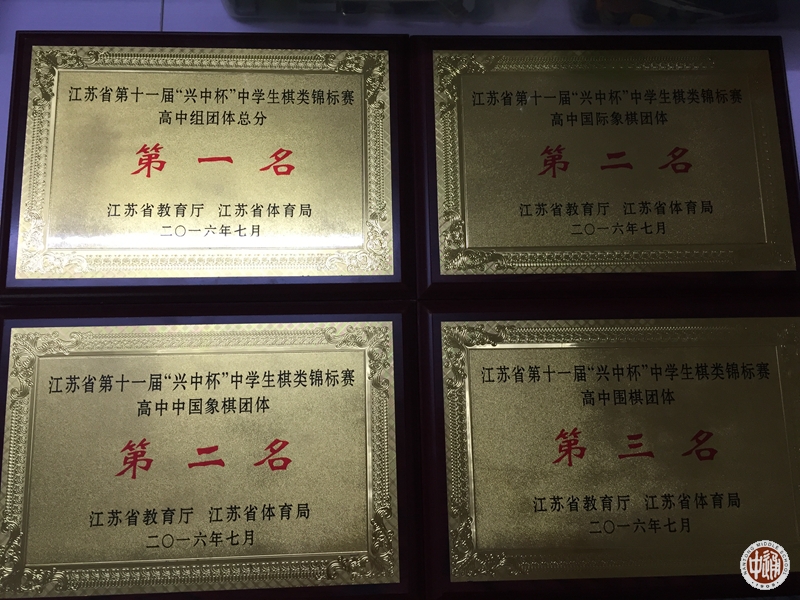 江苏省第十一届“兴中杯”中学生棋类锦标赛
高中组团体总分
第一名
江苏省教育厅 江苏省体育局
二〇一六年七月
江苏省第十一届“兴中杯”中学生棋类锦标赛
高中国际象棋团体
第二名
江苏省教育厅 江苏省体育局
二〇一六年七月
江苏省第十一届“兴中杯”中学生棋类锦标赛
高中中国象棋团体
第二名
江苏省教育厅 江苏省体育局
二〇一六年七月
江苏省第十一届“兴中杯”中学生棋类锦标赛
高中围棋团体
第三名
江苏省教育厅 江苏省体育局
二〇一六年七月